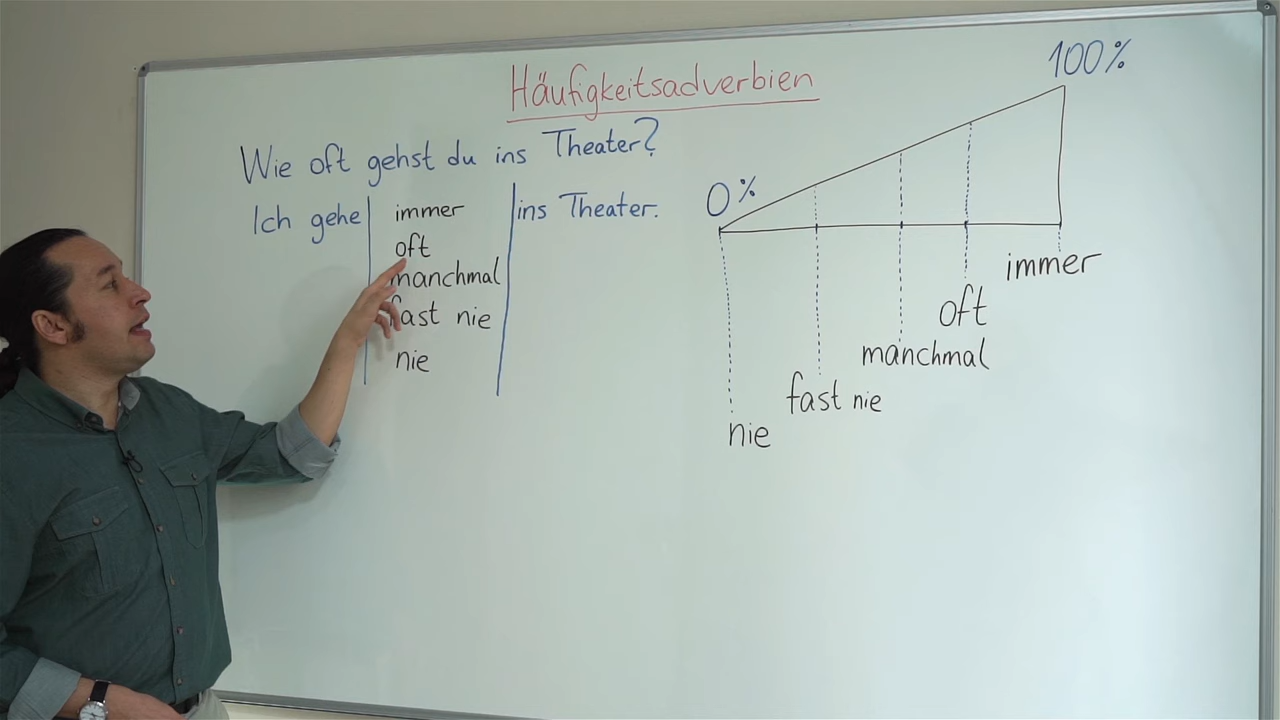 Häufigkeitsadverbien
Wie oft gehst du ins Theater?
Ich gehe immer ins Theater.
oft
manchmal
fast nie
nie
100%
0%
immer
oft
manchmal
fast nie
nie